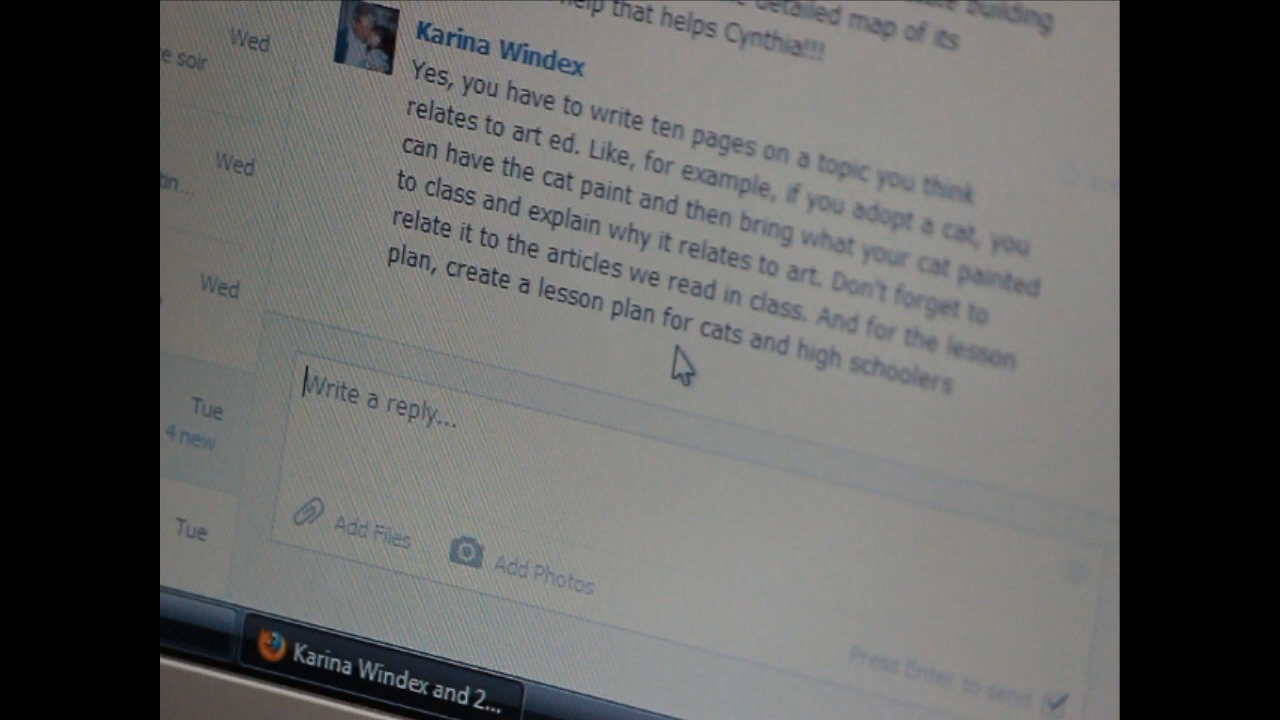 building
detailed map of its
help that helps Cynthia!!!
Karina Windex
Yes, you have to write ten pages on a topic you think
relates to art ed. Like, for example, if you adopt a cat, you
can have the cat paint and then bring what your cat painted
to class and explain why it relates to art. Don't forget to
relate it to the articles we read in class. And for the lesson
plan, create a lesson plan for cats and high schoolers
Wed
e soir
Wed
tin...
Wed
Tue
4 new
Tue
Write a reply...
Add Files
Add Photos
Press Enter to send
Karina Windex and 2...